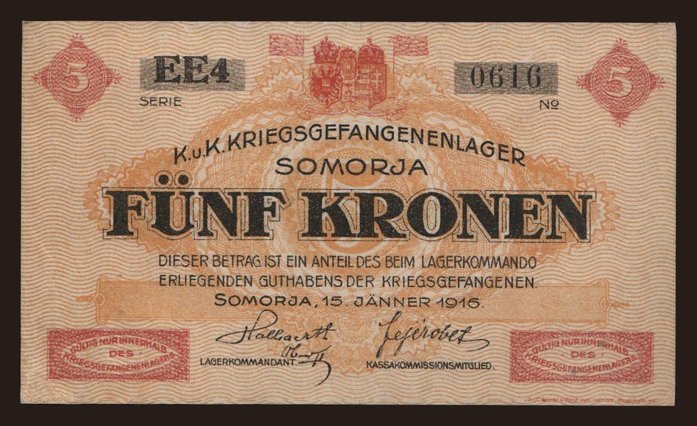 5 EE4 0616 5
SERIE No
K.u.K. KRIEGSGEFANGENENLAGER
SOMORJA
FÜNF KRONEN
DIESER BETRAG IST EIN ANTEIL DES BEIM LAGERKOMMANDO
ERLIEGENDEN GUTHABENS DER KRIEGSGEFANGENEN.
SOMORJA, 15. JÄNNER 1916.
GÜLTIG NUR INNERHALB
DES
KRIEGSGEFANGENENLAGERS
LAGERKOMMANDANT.
KASSAKOMMISSIONSMITGLIED.
GÜLTIG NUR INNERHALB
DES
KRIEGSGEFANGENENLAGERS